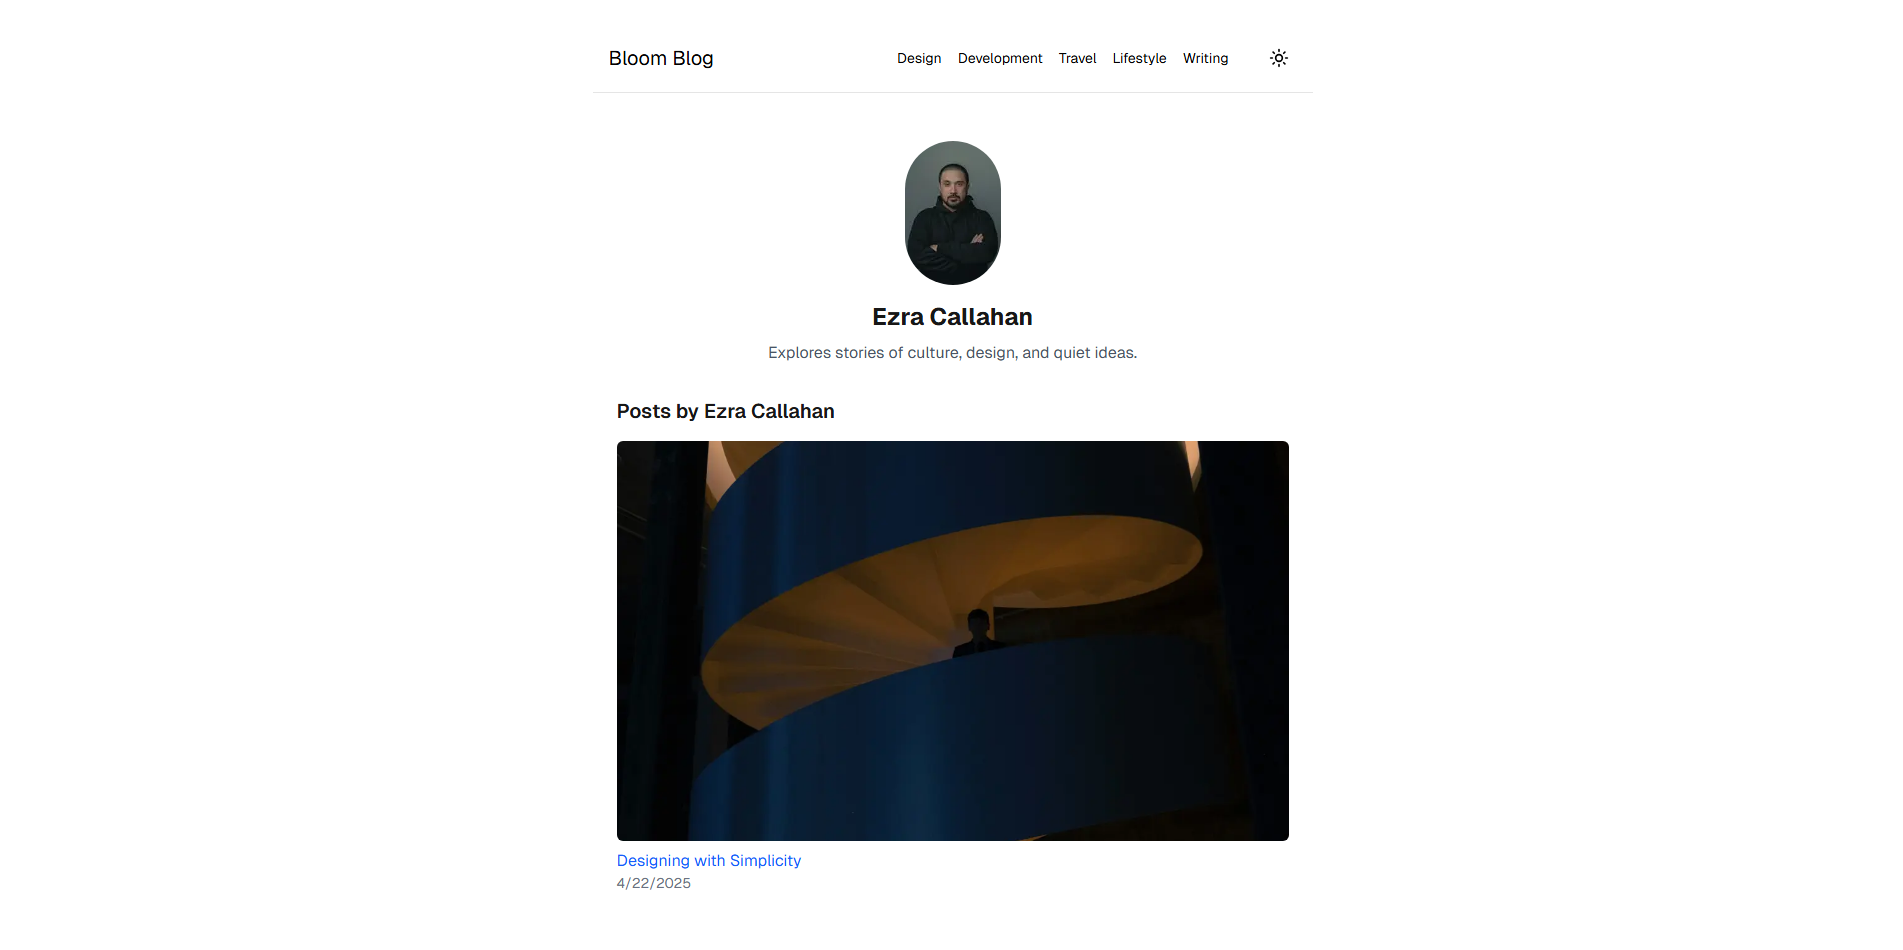 Bloom Blog
Design Development Travel Lifestyle Writing
Ezra Callahan
Explores stories of culture, design, and quiet ideas.
Posts by Ezra Callahan
Designing with Simplicity
4/22/2025